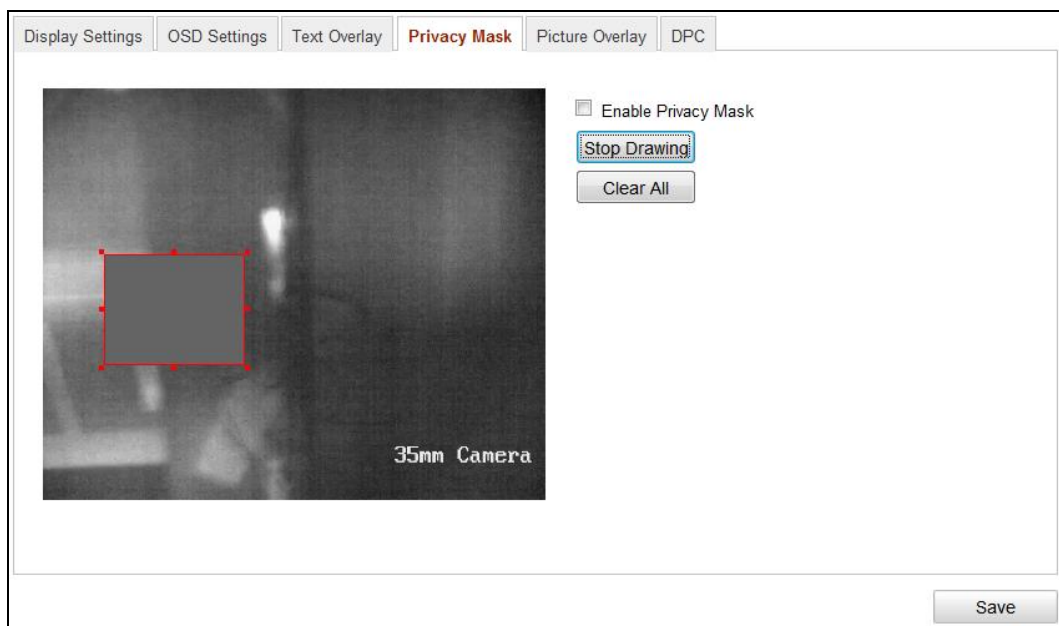 Display Settings OSD Settings Text Overlay Privacy Mask Picture Overlay DPC
Enable Privacy Mask
Stop Drawing
Clear All
35mm Camera
Save